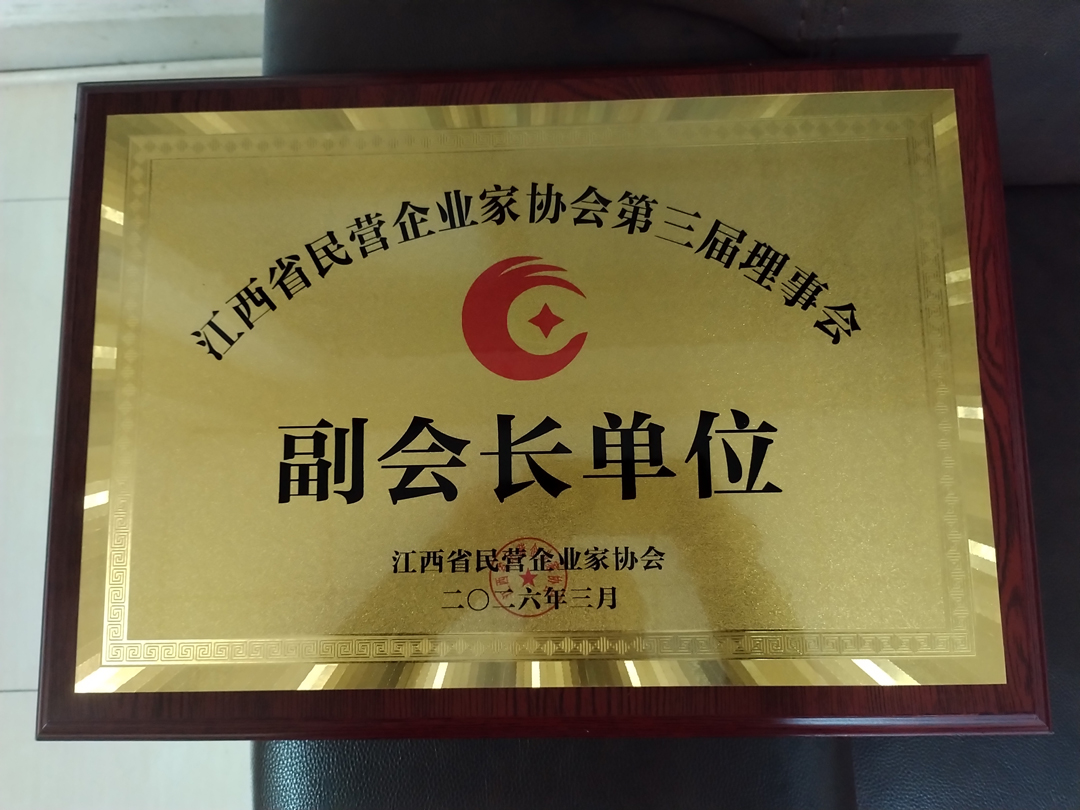 江西省民营企业家协会第三届理事会
副会长单位
江西省民营企业家协会
二〇二六年三月